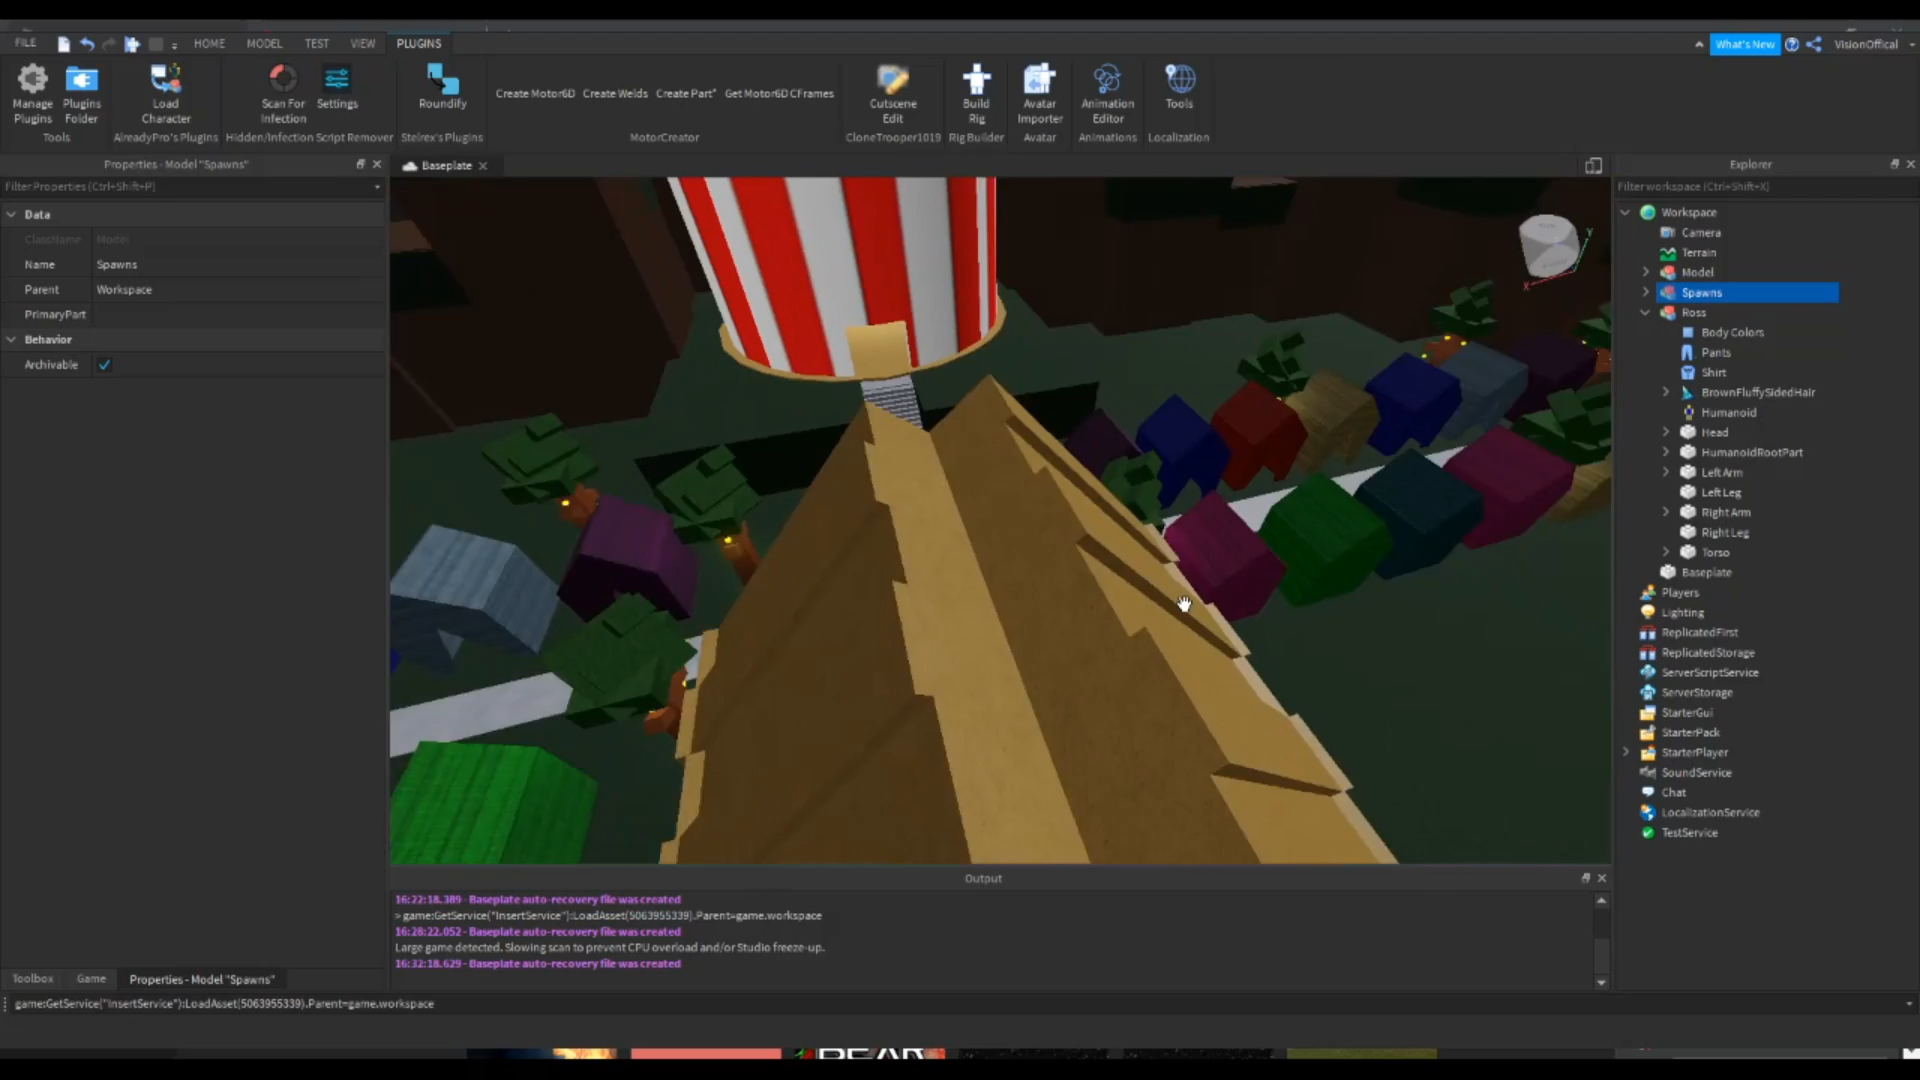 FILE HOME MODEL TEST VIEW PLUGINS What's New VisionOffical
Manage Plugins
Plugins Folder
Load Character
Scan For Infection
Settings
Roundify
Create Motor6D Create Welds Create Part* Get Motor6D CFrames
Cutscene Edit
Build Rig
Avatar Importer
Animation Editor
Tools
Tools AlreadyPro's Plugins Hidden/Infection Script Remover Stelrex's Plugins MotorCreator CloneTrooper1019 Rig Builder Avatar Animations Localization
Properties - Model "Spawns"
Filter Properties (Ctrl+Shift+P)
Data
ClassName Model
Name Spawns
Parent Workspace
PrimaryPart
Behavior
Archivable
Baseplate
Y
X
Explorer
Filter workspace (Ctrl+Shift+X)
Workspace
Camera
Terrain
Model
Spawns
Ross
Body Colors
Pants
Shirt
BrownFluffySidedHair
Humanoid
Head
HumanoidRootPart
Left Arm
Left Leg
Right Arm
Right Leg
Torso
Baseplate
Players
Lighting
ReplicatedFirst
ReplicatedStorage
ServerScriptService
ServerStorage
StarterGui
StarterPack
StarterPlayer
SoundService
Chat
LocalizationService
TestService
Output
16:22:18.389 - Baseplate auto-recovery file was created
> game:GetService("InsertService"):LoadAsset(5063955339).Parent=game.workspace
16:28:22.052 - Baseplate auto-recovery file was created
Large game detected. Slowing scan to prevent CPU overload and/or Studio freeze-up.
16:32:18.629 - Baseplate auto-recovery file was created
Toolbox Game Properties - Model "Spawns"
game:GetService("InsertService"):LoadAsset(5063955339).Parent=game.workspace
BEAR